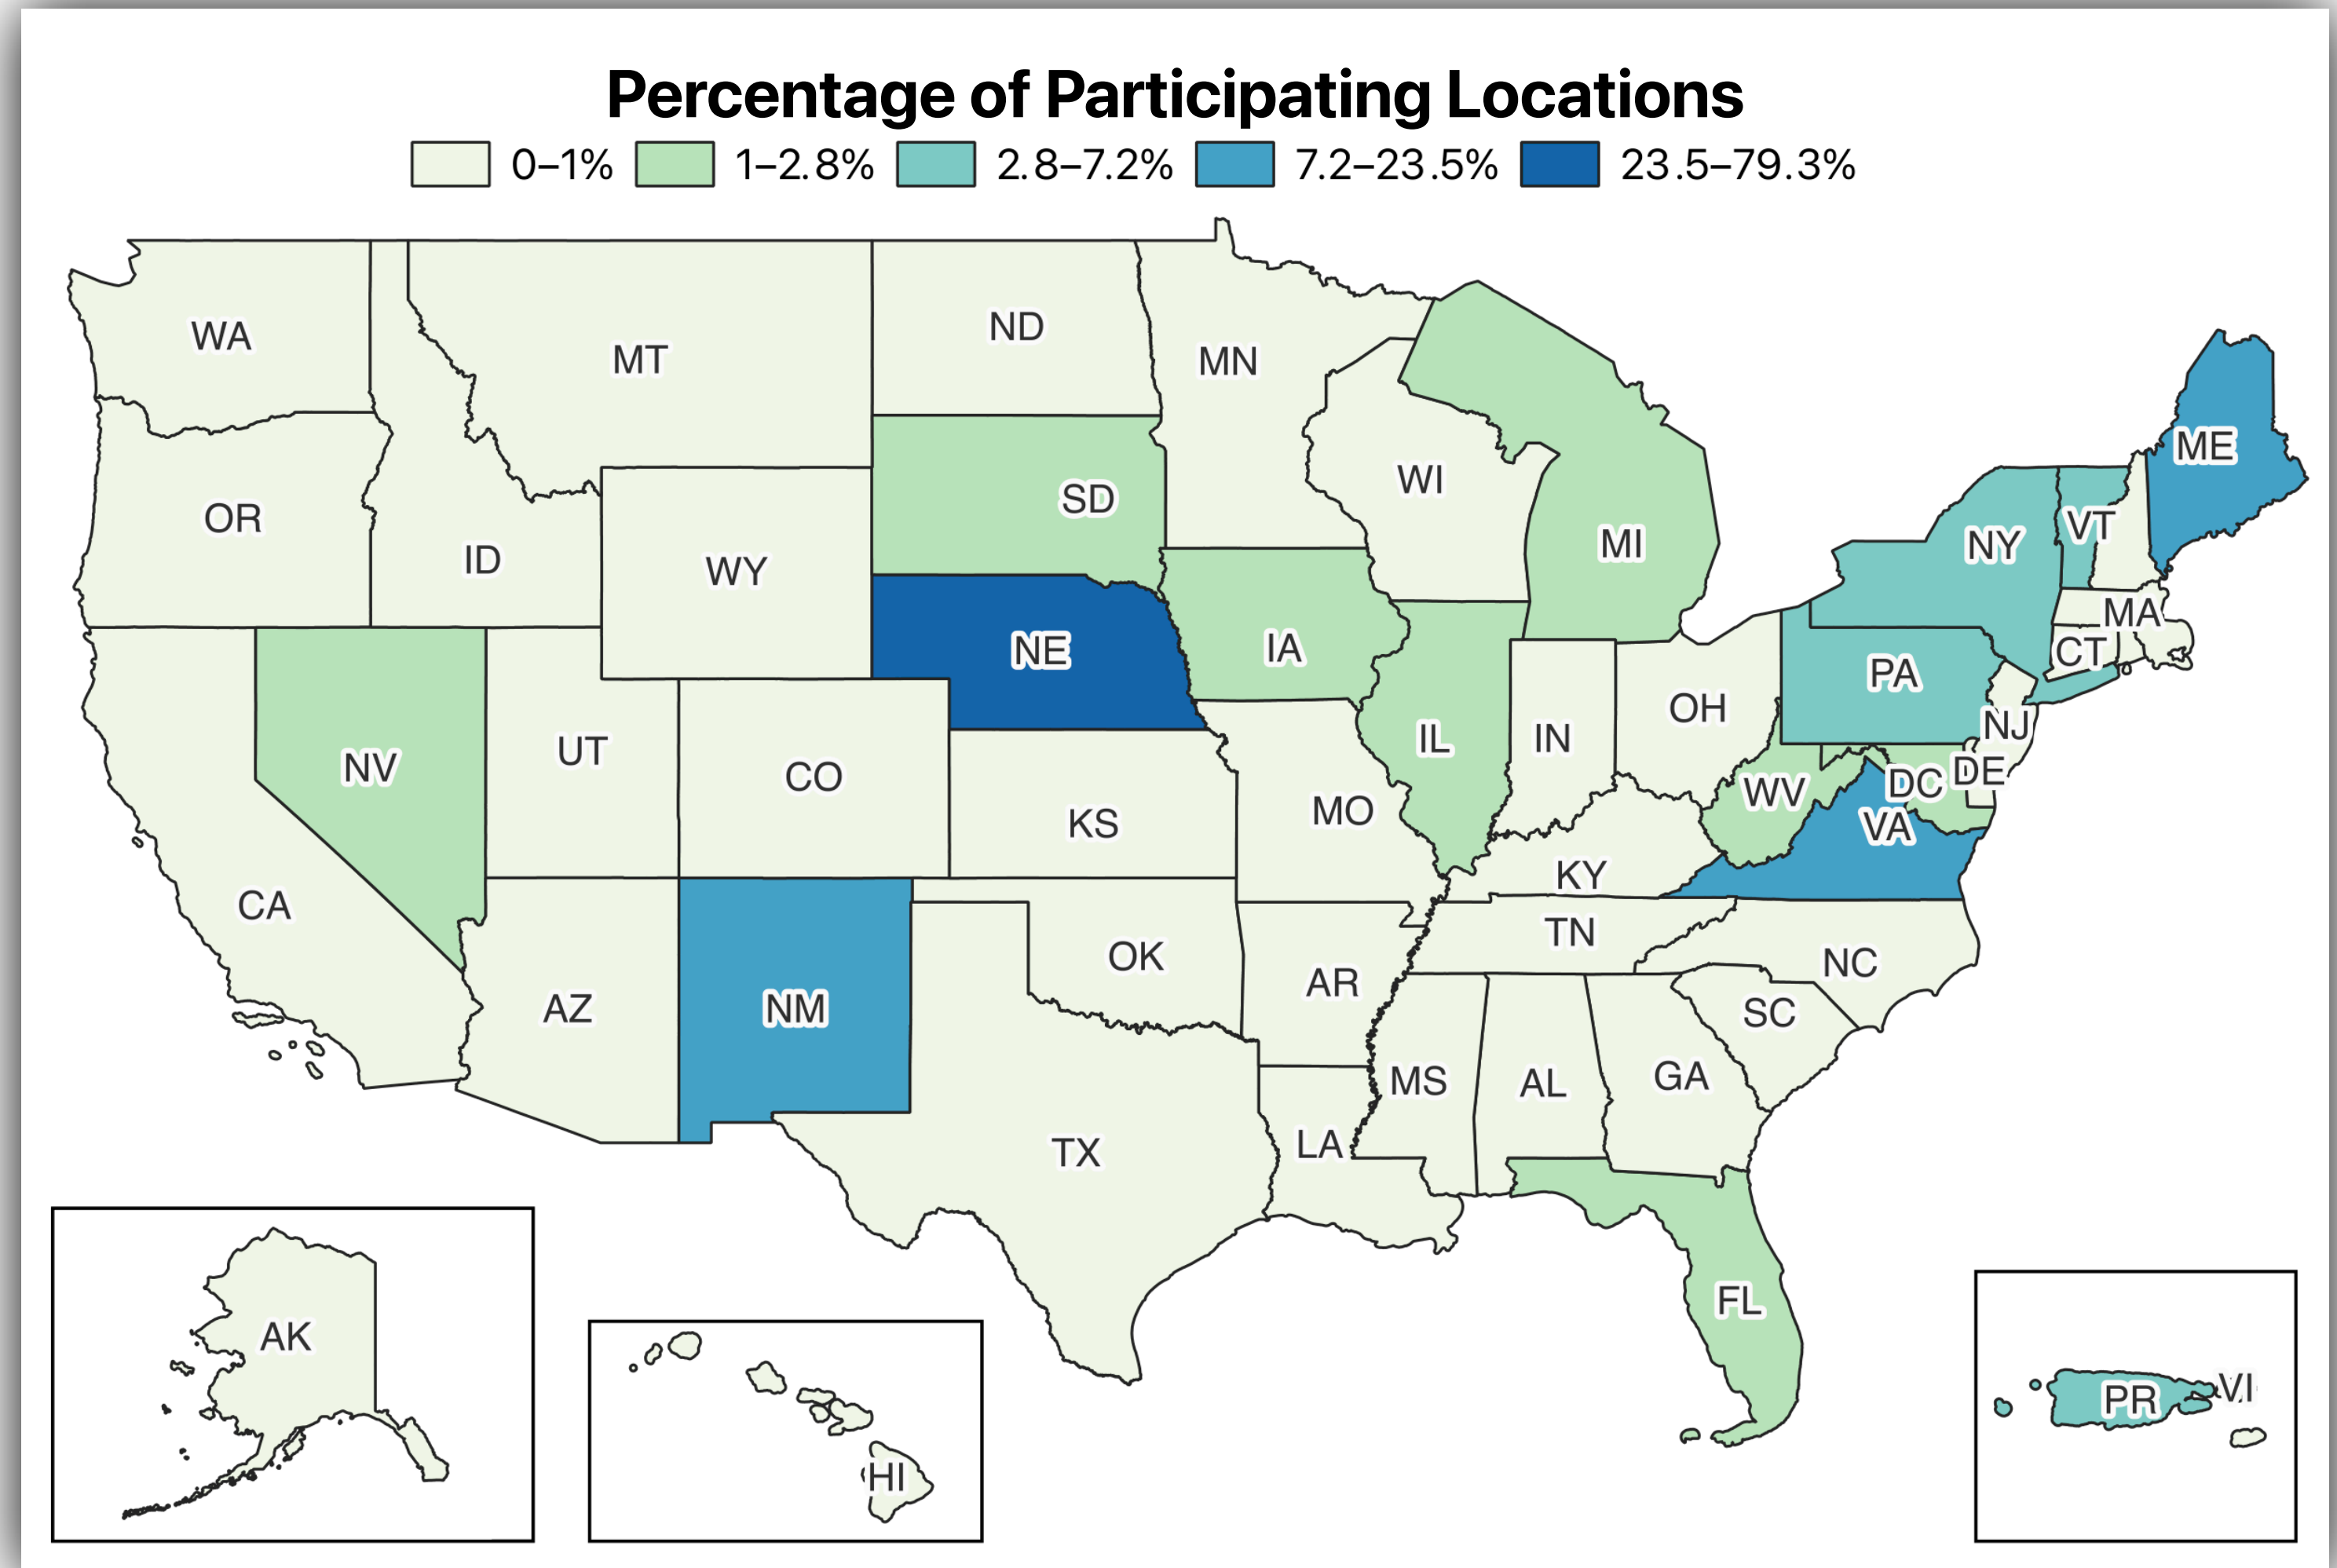 Percentage of Participating Locations
0–1% 1–2.8% 2.8–7.2% 7.2–23.5% 23.5–79.3%
WA
MT
ND
MN
ME
OR
ID
WY
SD
WI
MI
NY
VT
MA
CT
NE
IA
PA
NJ
NV
UT
CO
KS
MO
IL
IN
OH
WV
DC
DE
VA
KY
CA
AZ
NM
OK
AR
TN
NC
SC
MS
AL
GA
TX
LA
FL
AK
HI
PR
VI